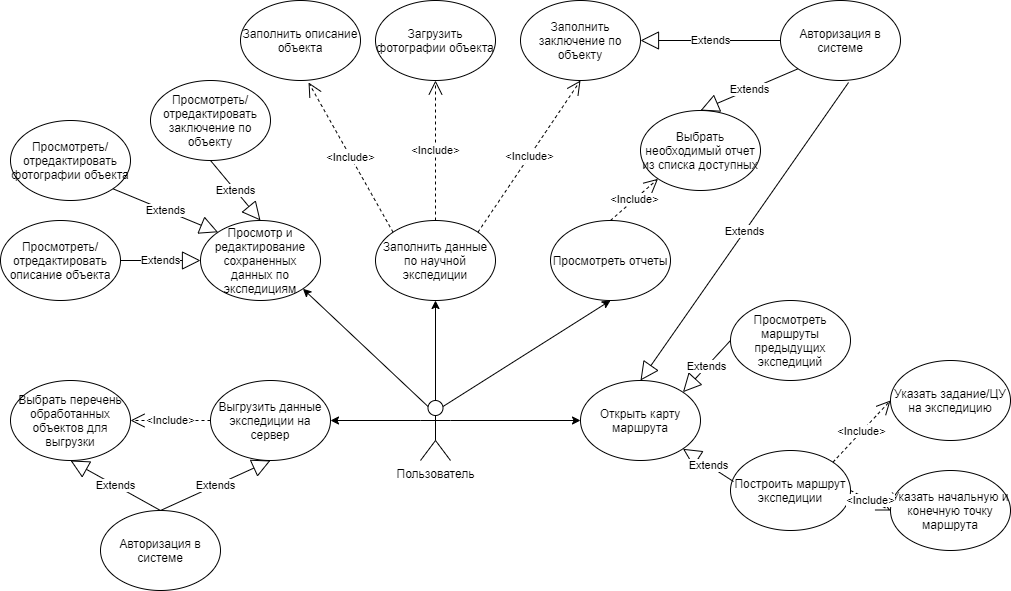 Заполнить описание
объекта
Загрузить
фотографии объекта
Заполнить
заключение по
объекту
Extends
Авторизация в
системе
Просмотреть/
отредактировать
заключение по
объекту
Extends
Просмотреть/
отредактировать
фотографии объекта
Выбрать
необходимый отчет
из списка доступных
<Include>
<Include>
<Include>
Extends
Extends
<Include>
Extends
Просмотреть/
отредактировать
описание объекта
Extends
Просмотр и
редактирование
сохраненных
данных по
экспедициям
Заполнить данные
по научной
экспедиции
Просмотреть отчеты
Просмотреть
маршруты
предыдущих
экспедиций
Extends
Выбрать перечень
обработанных
объектов для
выгрузки
<Include>
Выгрузить данные
экспедиции на
сервер
Открыть карту
маршрута
Указать задание/ЦУ
на экспедицию
<Include>
Пользователь
Extends
Extends
Extends
Построить маршрут
экспедиции
<Include>
Указать начальную и
конечную точку
маршрута
Авторизация в
системе